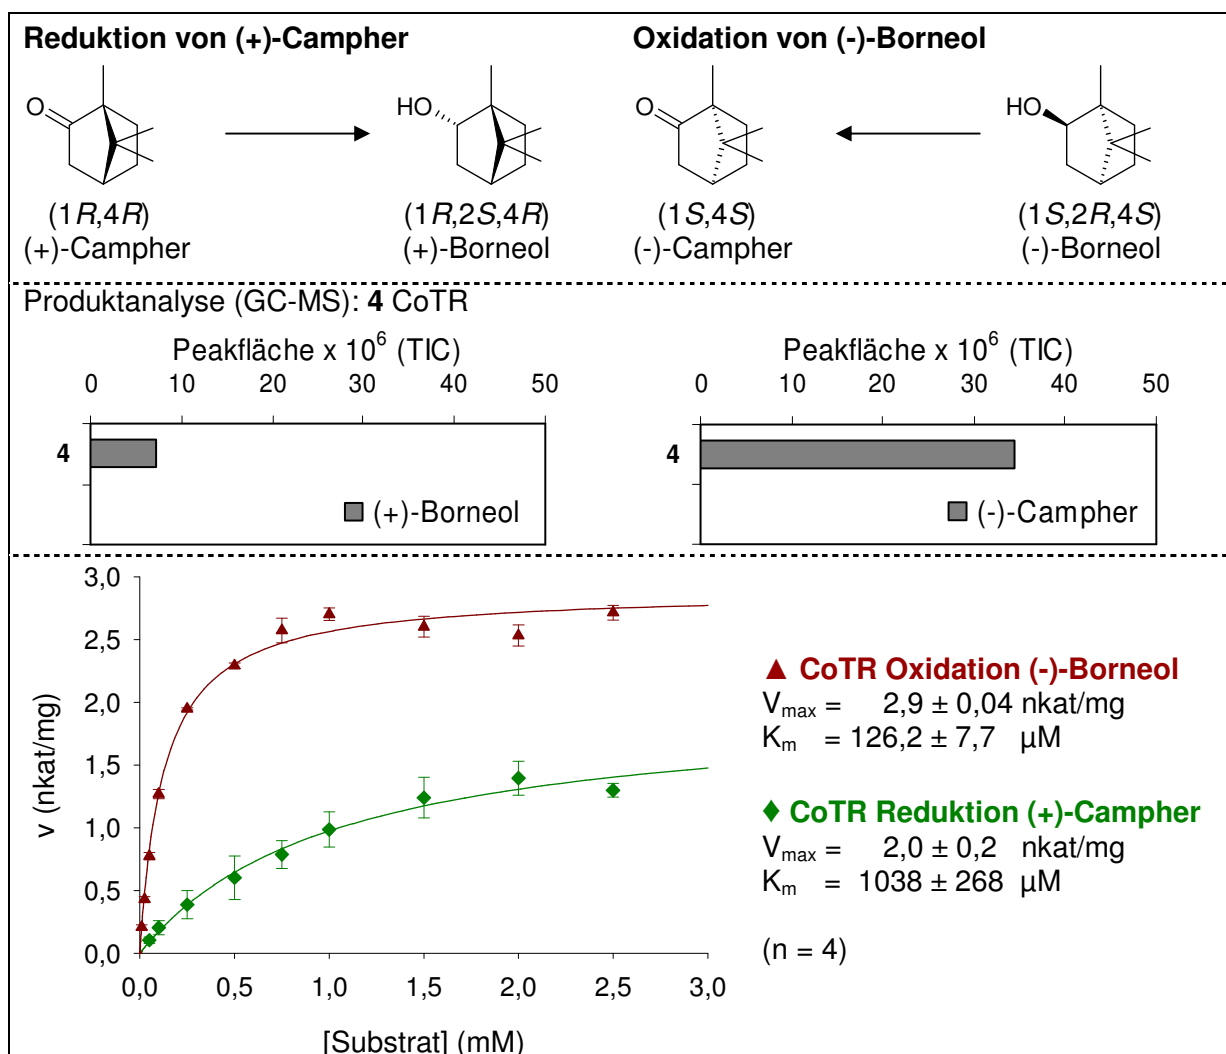 Reduktion von (+)-Campher
Oxidation von (-)-Borneol
O
HO
O
HO
(1R,4R)
(1R,2S,4R)
(1S,4S)
(1S,2R,4S)
(+)-Campher
(+)-Borneol
(-)-Campher
(-)-Borneol
Produktanalyse (GC-MS): 4 CoTR
Peakfläche x 10⁶ (TIC)
0 10 20 30 40 50
4
(+)-Borneol
Peakfläche x 10⁶ (TIC)
0 10 20 30 40 50
4
(-)-Campher
v (nkat/mg)
3,0
2,5
2,0
1,5
1,0
0,5
0,0
0,0 0,5 1,0 1,5 2,0 2,5 3,0
[Substrat] (mM)
CoTR Oxidation (-)-Borneol
Vmax = 2,9 ± 0,04 nkat/mg
Km = 126,2 ± 7,7 µM
CoTR Reduktion (+)-Campher
Vmax = 2,0 ± 0,2 nkat/mg
Km = 1038 ± 268 µM
(n = 4)